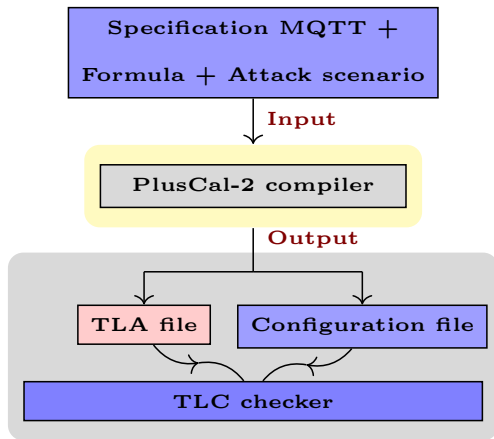 Specification MQTT +
Formula + Attack scenario
Input
PlusCal-2 compiler
Output
TLA file
Configuration file
TLC checker